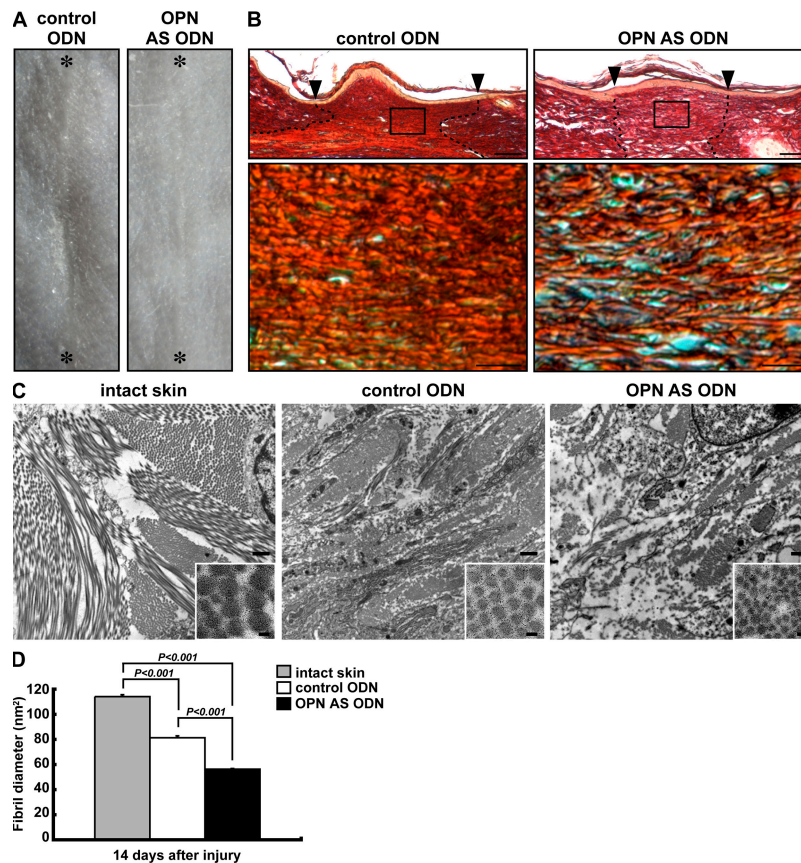 A
control
ODN
OPN
AS ODN
*
*
*
*
B
control ODN
OPN AS ODN
C
intact skin
control ODN
OPN AS ODN
D
P<0.001
P<0.001
P<0.001
intact skin
control ODN
OPN AS ODN
Fibril diameter (nm²)
120
100
80
60
40
20
0
14 days after injury